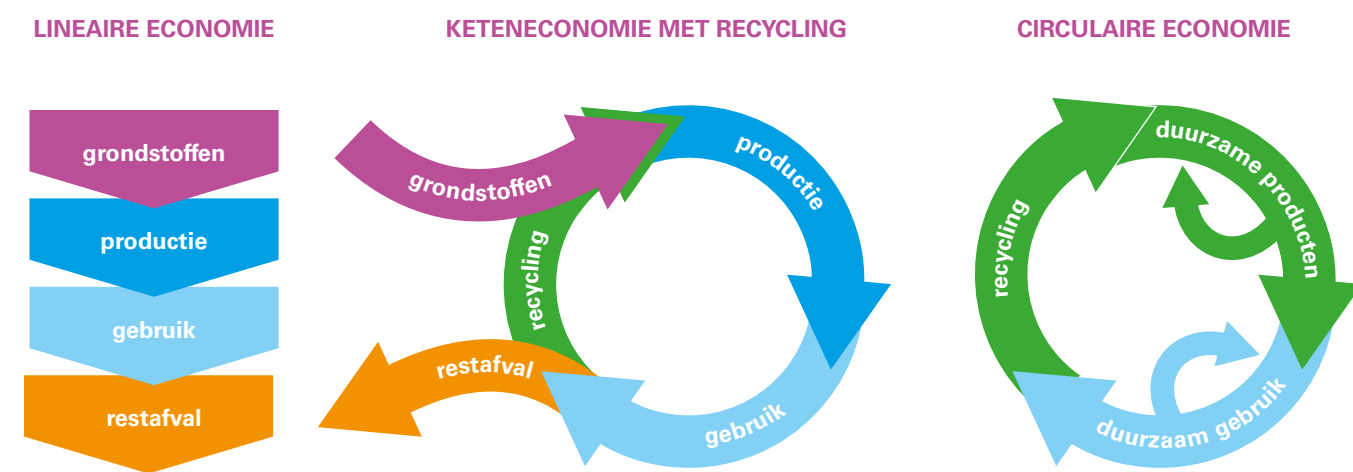 LINEAIRE ECONOMIE
grondstoffen
productie
gebruik
restafval
KETENECONOMIE MET RECYCLING
grondstoffen
productie
recycling
restafval
gebruik
CIRCULAIRE ECONOMIE
duurzame producten
recycling
duurzaam gebruik